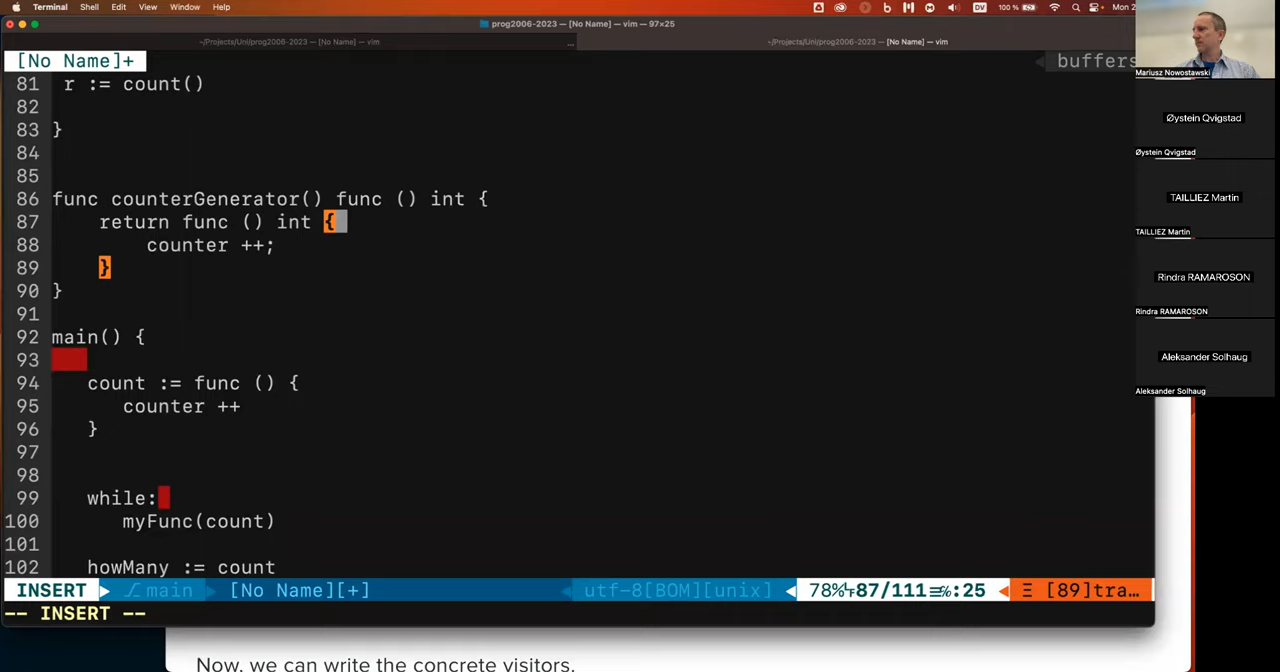 Terminal Shell Edit View Window Help
100 % DV Mon 2
prog2006-2023 — [No Name] — vim — 97×25
~/Projects/Uni/prog2006-2023 — [No Name] — vim ... ~/Projects/Uni/prog2006-2023 — [No Name] — vim
[No Name]+ buffers
81 r := count()
82
83 }
84
85
86 func counterGenerator() func () int {
87 return func () int {
88 counter ++;
89 }
90 }
91
92 main() {
93
94 count := func () {
95 counter ++
96 }
97
98
99 while:
100 myFunc(count)
101
102 howMany := count
INSERT main [No Name][+] utf-8[BOM][unix] 78% 87/111 :25 [89]tra…
-- INSERT --
Now, we can write the concrete visitors.
Mariusz Nowostawski
Øystein Qvigstad
Øystein Qvigstad
TAILLIEZ Martin
TAILLIEZ Martin
Rindra RAMAROSON
Rindra RAMAROSON
Aleksander Solhaug
Aleksander Solhaug